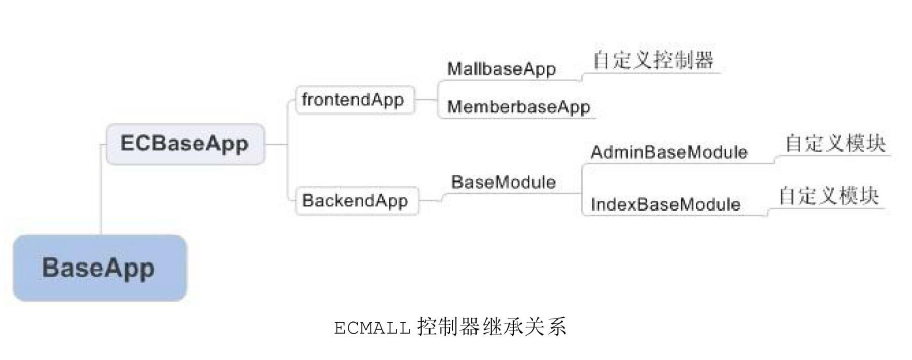 自定义控制器
MallbaseApp
frontendApp
MemberbaseApp
ECBaseApp
自定义模块
AdminBaseModule
BaseModule
BackendApp
自定义模块
IndexBaseModule
BaseApp
ECMALL 控制器继承关系